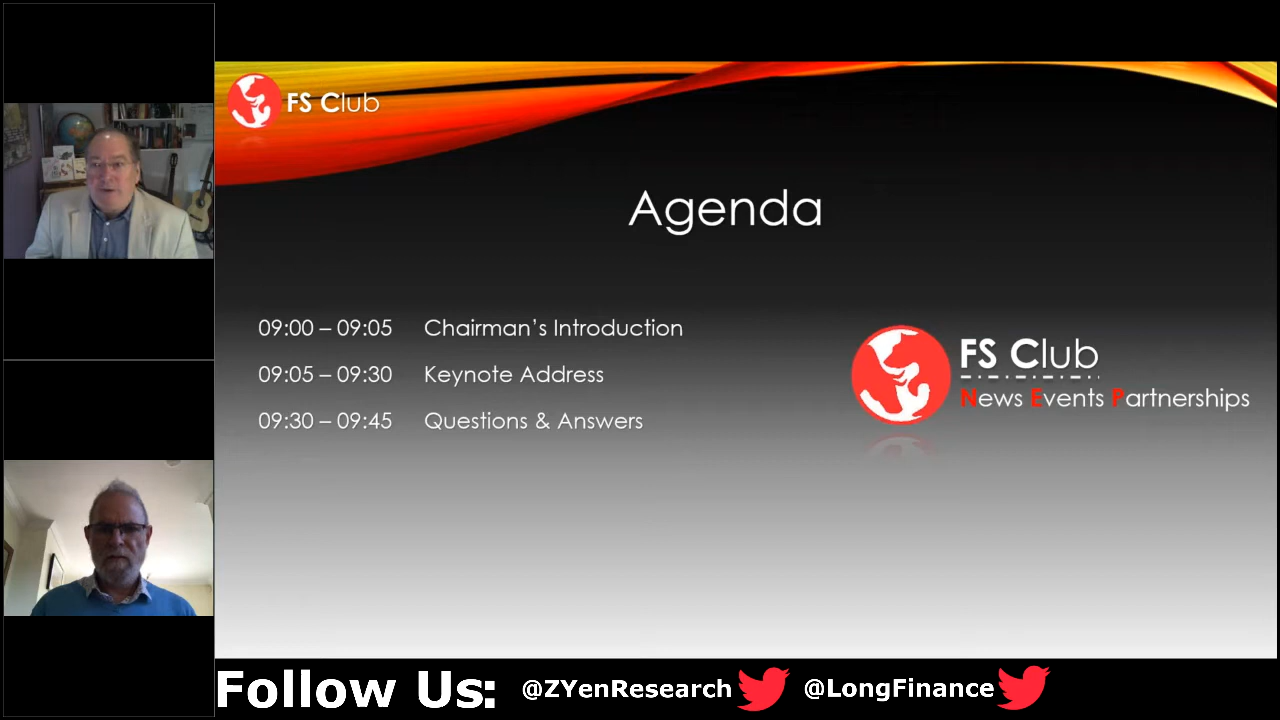 FS Club
Agenda
09:00 – 09:05 Chairman's Introduction
09:05 – 09:30 Keynote Address
09:30 – 09:45 Questions & Answers
FS Club
News Events Partnerships
Follow Us: @ZYenResearch @LongFinance